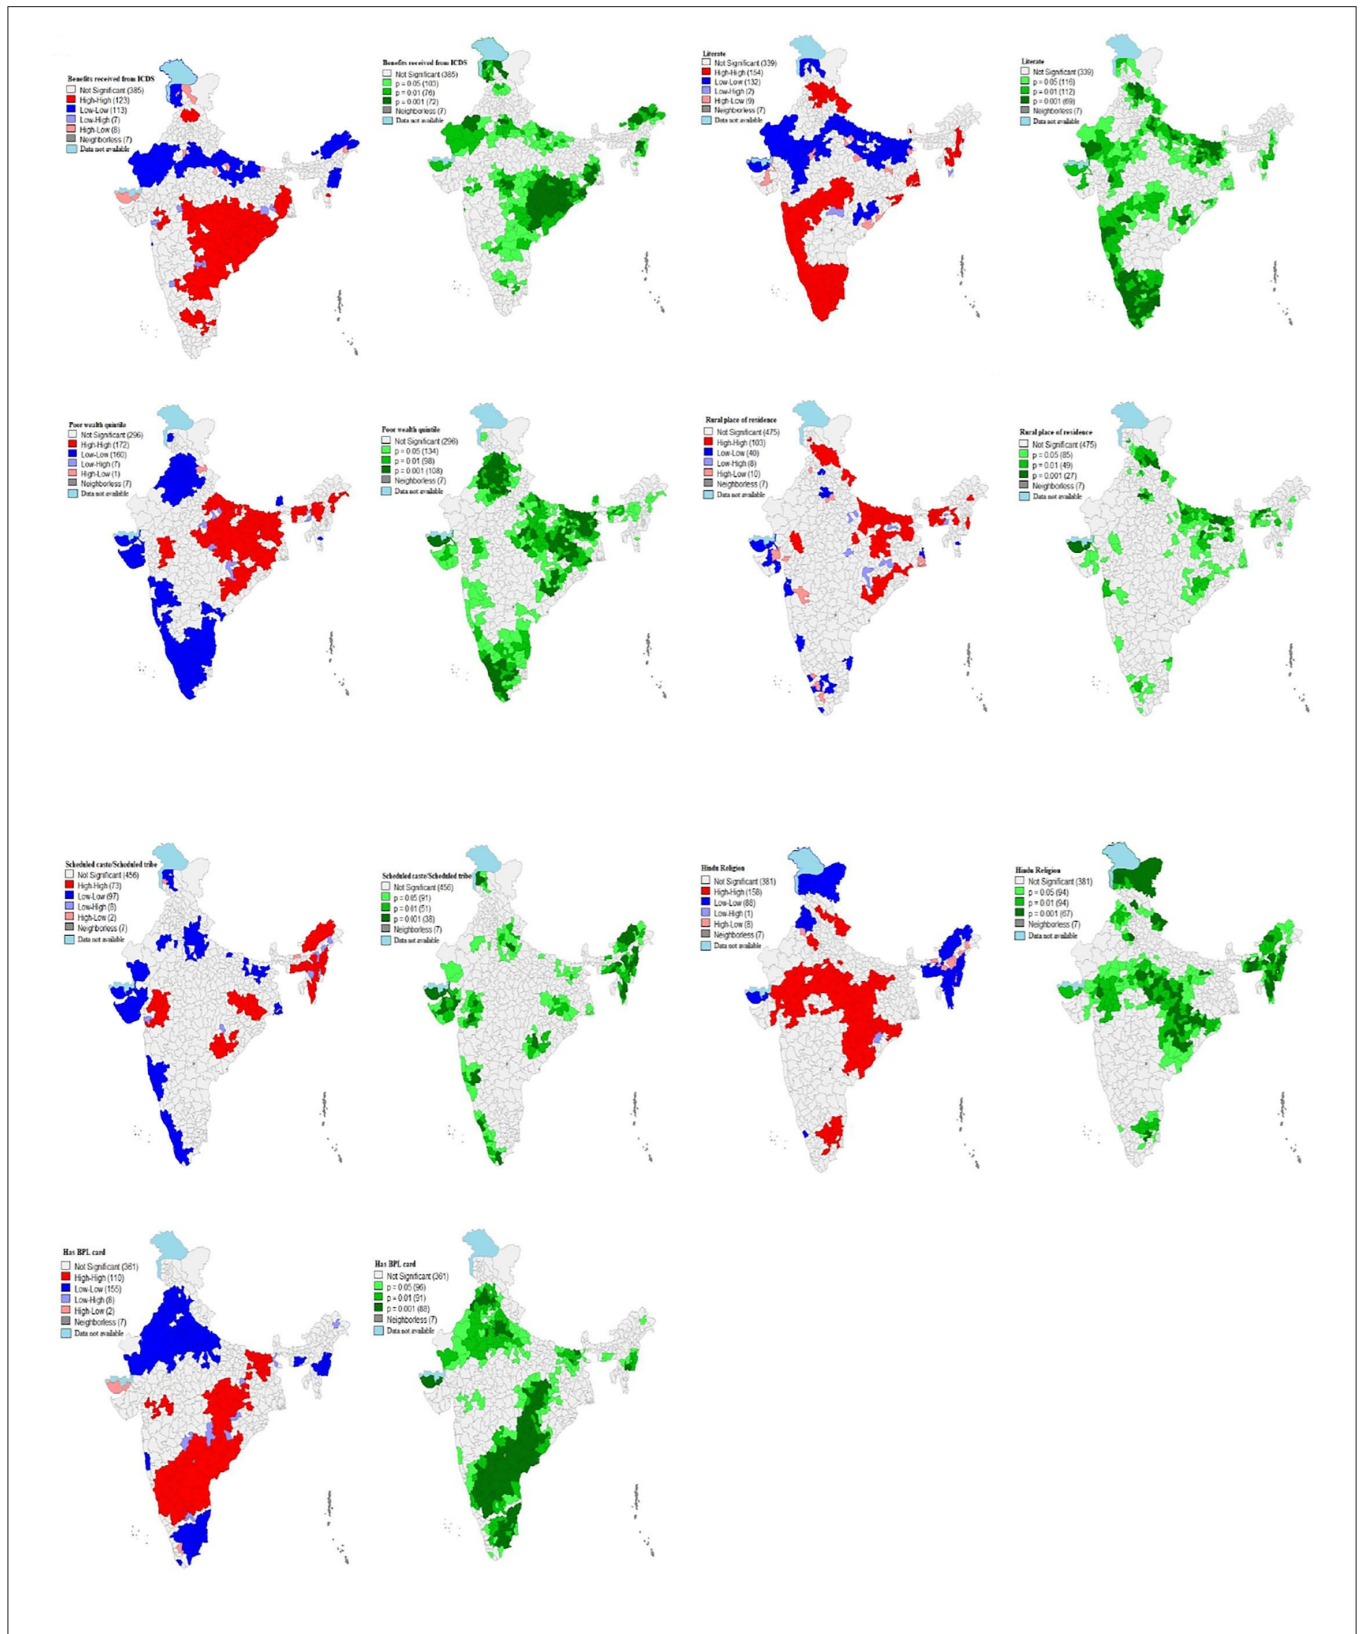 Benefits received from ICDS
Not Significant (385)
High-High (123)
Low-Low (113)
Low-High (7)
High-Low (8)
Neighborless (7)
Data not available
Benefits received from ICDS
Not Significant (385)
p = 0.05 (103)
p = 0.01 (76)
p = 0.001 (72)
Neighborless (7)
Data not available
Literate
Not Significant (339)
High-High (154)
Low-Low (132)
Low-High (2)
High-Low (9)
Neighborless (7)
Data not available
Literate
Not Significant (339)
p = 0.05 (116)
p = 0.01 (112)
p = 0.001 (69)
Neighborless (7)
Data not available
Poor wealth quintile
Not Significant (296)
High-High (172)
Low-Low (160)
Low-High (7)
High-Low (1)
Neighborless (7)
Data not available
Poor wealth quintile
Not Significant (296)
p = 0.05 (134)
p = 0.01 (98)
p = 0.001 (108)
Neighborless (7)
Data not available
Rural place of residence
Not Significant (475)
High-High (103)
Low-Low (40)
Low-High (8)
High-Low (10)
Neighborless (7)
Data not available
Rural place of residence
Not Significant (475)
p = 0.05 (85)
p = 0.01 (49)
p = 0.001 (27)
Neighborless (7)
Data not available
Scheduled caste/Scheduled tribe
Not Significant (456)
High-High (73)
Low-Low (97)
Low-High (8)
High-Low (2)
Neighborless (7)
Data not available
Scheduled caste/Scheduled tribe
Not Significant (456)
p = 0.05 (91)
p = 0.01 (51)
p = 0.001 (38)
Neighborless (7)
Data not available
Hindu Religion
Not Significant (381)
High-High (158)
Low-Low (88)
Low-High (1)
High-Low (8)
Neighborless (7)
Data not available
Hindu Religion
Not Significant (381)
p = 0.05 (94)
p = 0.01 (94)
p = 0.001 (67)
Neighborless (7)
Data not available
Has BPL card
Not Significant (361)
High-High (110)
Low-Low (155)
Low-High (8)
High-Low (2)
Neighborless (7)
Data not available
Has BPL card
Not Significant (361)
p = 0.05 (96)
p = 0.01 (91)
p = 0.001 (88)
Neighborless (7)
Data not available